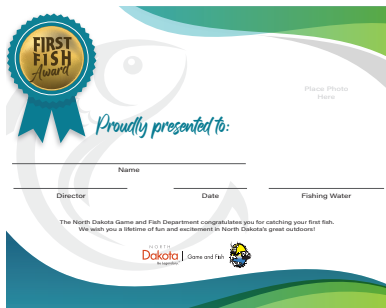 FIRST
FISH
Award
Place Photo
Here
Proudly presented to:
Name
Director Date Fishing Water
The North Dakota Game and Fish Department congratulates you for catching your first fish.
We wish you a lifetime of fun and excitement in North Dakota's great outdoors!
NORTH
Dakota | Game and Fish
Be Legendary.